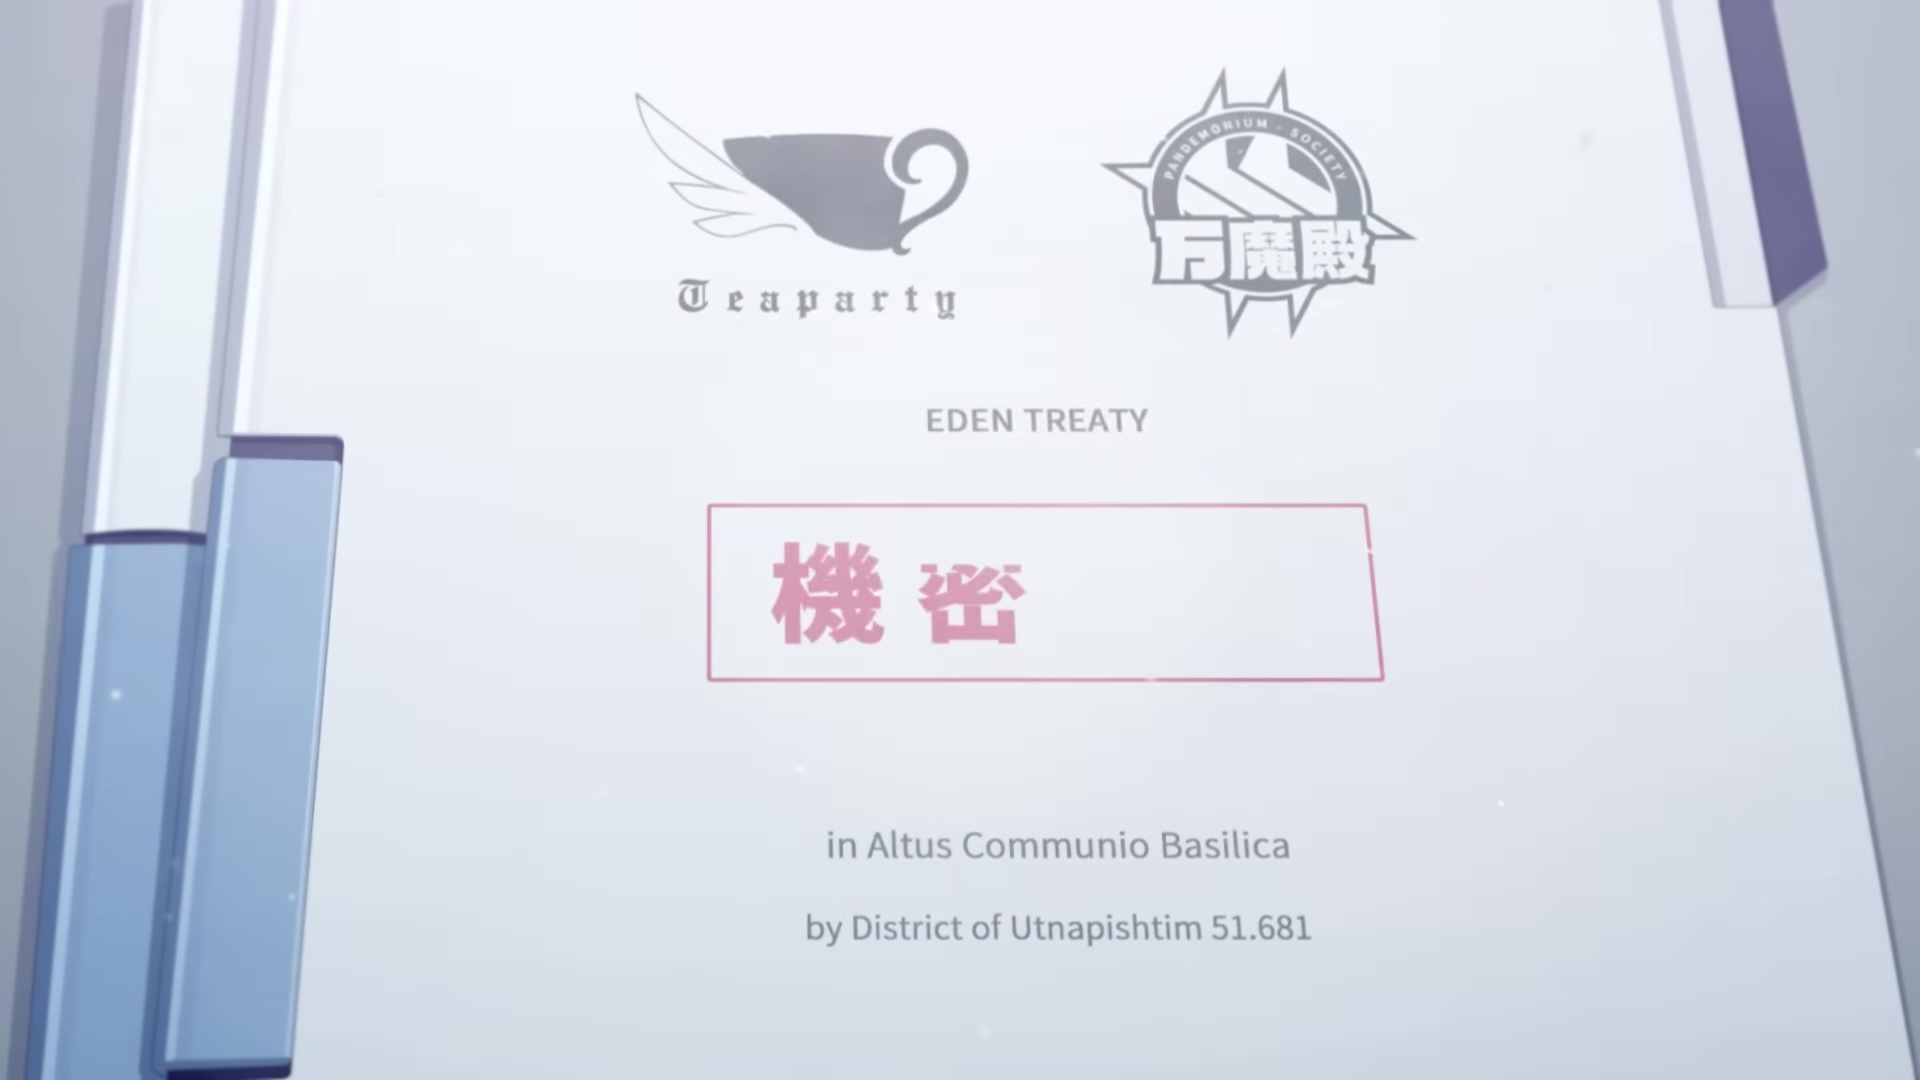 Teaparty
PANDEMONIUM - SOCIETY
万魔殿
EDEN TREATY
機密
in Altus Communio Basilica
by District of Utnapishtim 51.681